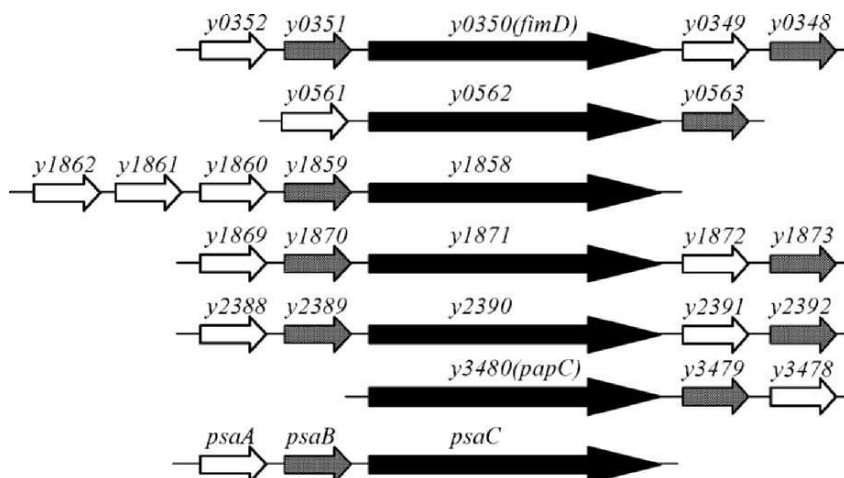 y0352 y0351 y0350(fimD) y0349 y0348
y0561 y0562 y0563
y1862 y1861 y1860 y1859 y1858
y1869 y1870 y1871 y1872 y1873
y2388 y2389 y2390 y2391 y2392
y3480(papC) y3479 y3478
psaA psaB psaC